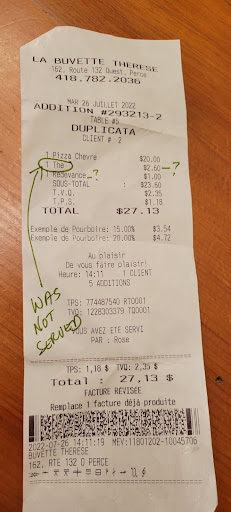 LA BUVETTE THERESE
162, Route 132 Ouest, Perce
418.782.2036
MAR 26 JUILLET 2022
ADDITION #293213-2
TABLE #5
DUPLICATA
CLIENT # 2
1 Pizza Chevre $20.00
1 The $2.60 —?
1 Redevance —? $1.00
SOUS-TOTAL : $23.60
T.V.Q. $2.35
T.P.S. $1.18
TOTAL $27.13
Exemple de Pourboire: 15.00% $3.54
Exemple de Pourboire: 20.00% $4.72
Au plaisir
De vous faire plaisir!
Heure: 14:11 1 CLIENT
5 ADDITIONS
WAS
NOT
SERVED
TPS: 774487540 RT0001
TVQ: 1228303379 TQ0001
VOUS AVEZ ETE SERVI
PAR : Rose
TPS: 1,18 $ TVQ: 2,35 $
Total : 27,13 $
FACTURE RÉVISÉE
Remplace 1 facture déjà produite
2022-07-26 14:11:19 MEV:11801202-10045706
BUVETTE THERESE
162, RTE 132 O PERCE